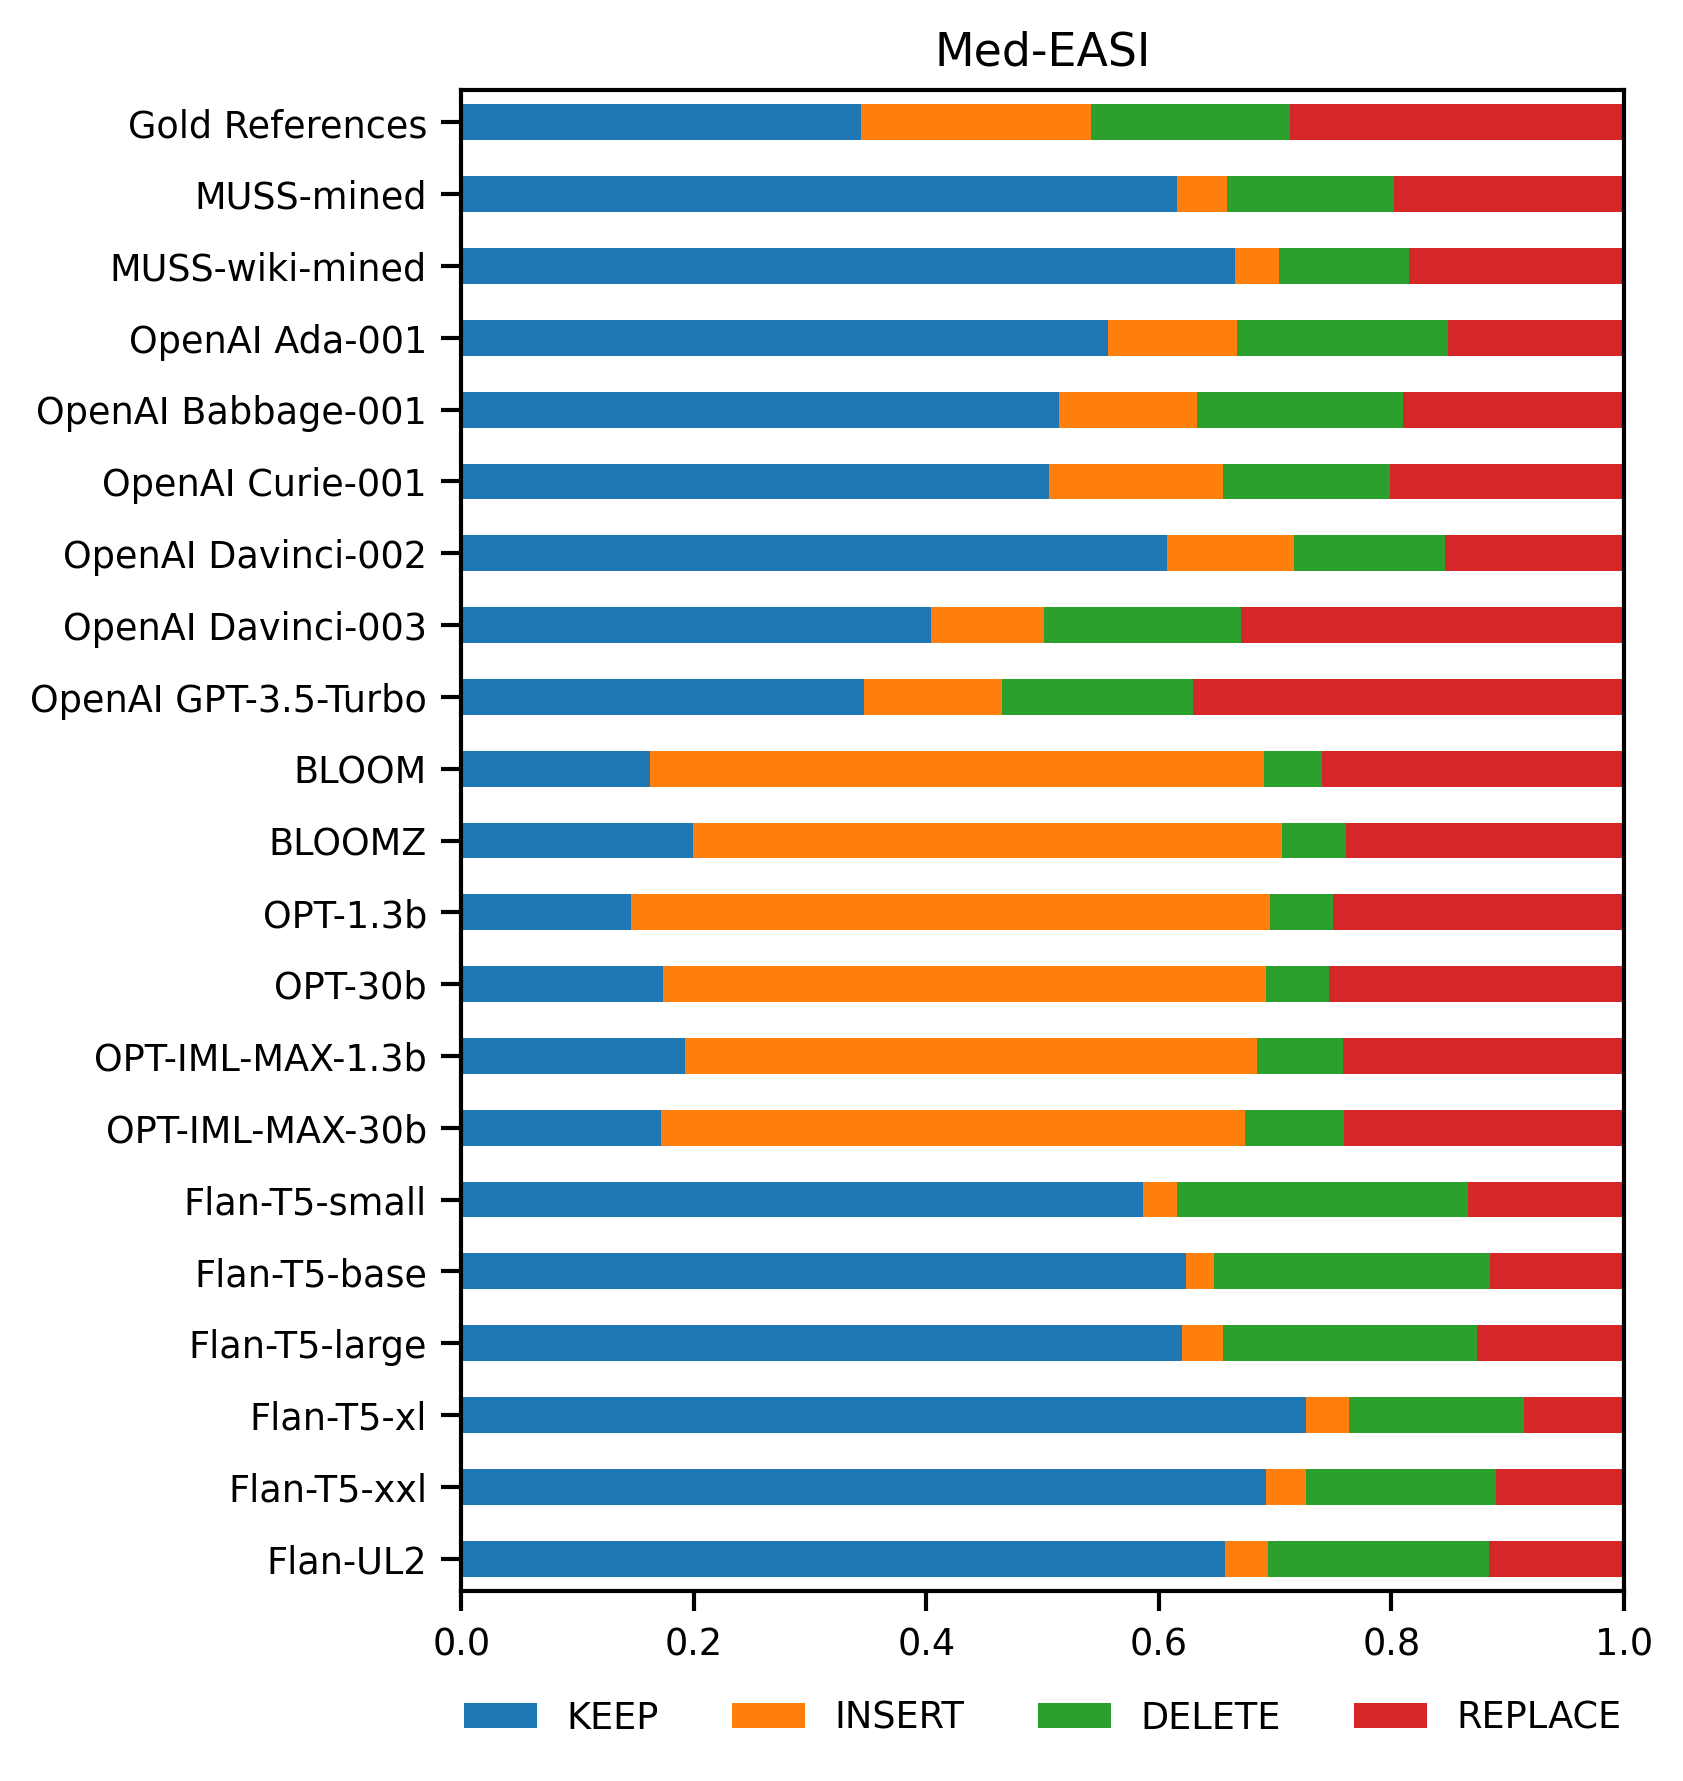 Med-EASI
Gold References
MUSS-mined
MUSS-wiki-mined
OpenAI Ada-001
OpenAI Babbage-001
OpenAI Curie-001
OpenAI Davinci-002
OpenAI Davinci-003
OpenAI GPT-3.5-Turbo
BLOOM
BLOOMZ
OPT-1.3b
OPT-30b
OPT-IML-MAX-1.3b
OPT-IML-MAX-30b
Flan-T5-small
Flan-T5-base
Flan-T5-large
Flan-T5-xl
Flan-T5-xxl
Flan-UL2
0.0 0.2 0.4 0.6 0.8 1.0
KEEP INSERT DELETE REPLACE